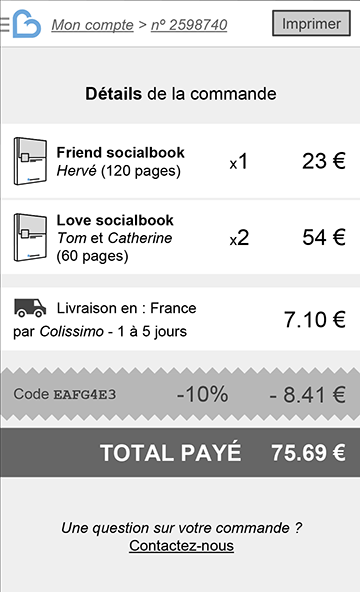 Mon compte > nº 2598740
Imprimer
Détails de la commande
Friend socialbook
Hervé (120 pages)
x1
23 €
Love socialbook
Tom et Catherine
(60 pages)
x2
54 €
Livraison en : France
par Colissimo - 1 à 5 jours
7.10 €
Code EAFG4E3
-10%
- 8.41 €
TOTAL PAYÉ
75.69 €
Une question sur votre commande ?
Contactez-nous